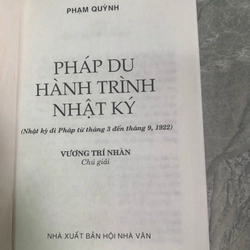 PHẠM QUỲNH
PHÁP DU
HÀNH TRÌNH
NHẬT KÝ
(Nhật ký đi Pháp từ tháng 3 đến tháng 9, 1922)
VƯƠNG TRÍ NHÀN
Chú giải
NHÀ XUẤT BẢN HỘI NHÀ VĂN